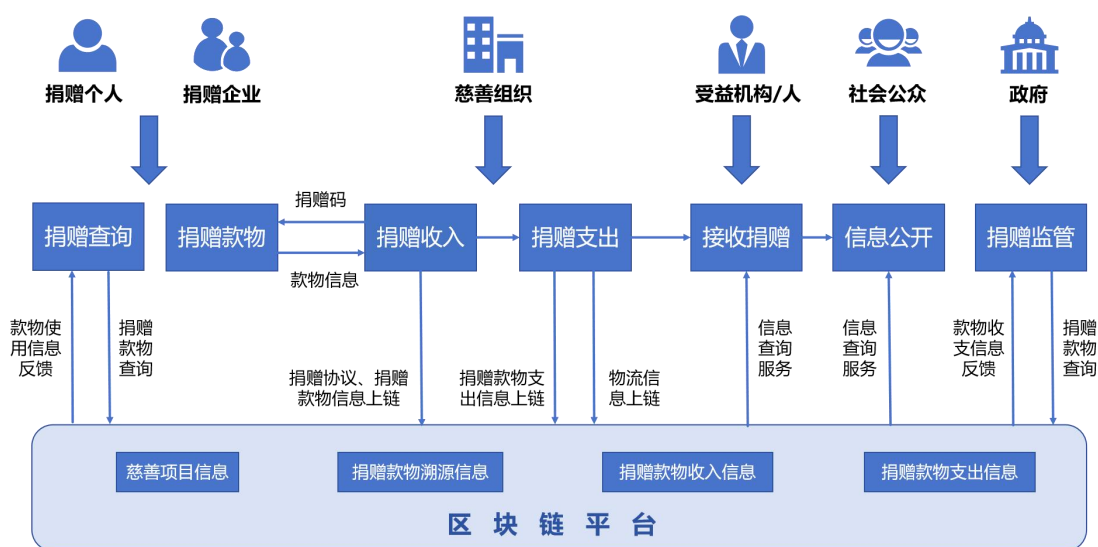 捐赠个人
捐赠企业
慈善组织
受益机构/人
社会公众
政府
捐赠码
捐赠查询
捐赠款物
捐赠收入
捐赠支出
接收捐赠
信息公开
捐赠监管
款物信息
款物使
用信息
反馈
捐赠
款物
查询
捐赠协议、捐赠
款物信息上链
捐赠款物支
出信息上链
物流信
息上链
信息
查询
服务
信息
查询
服务
款物收
支信息
反馈
捐赠
款物
查询
慈善项目信息
捐赠款物溯源信息
捐赠款物收入信息
捐赠款物支出信息
区块链平台